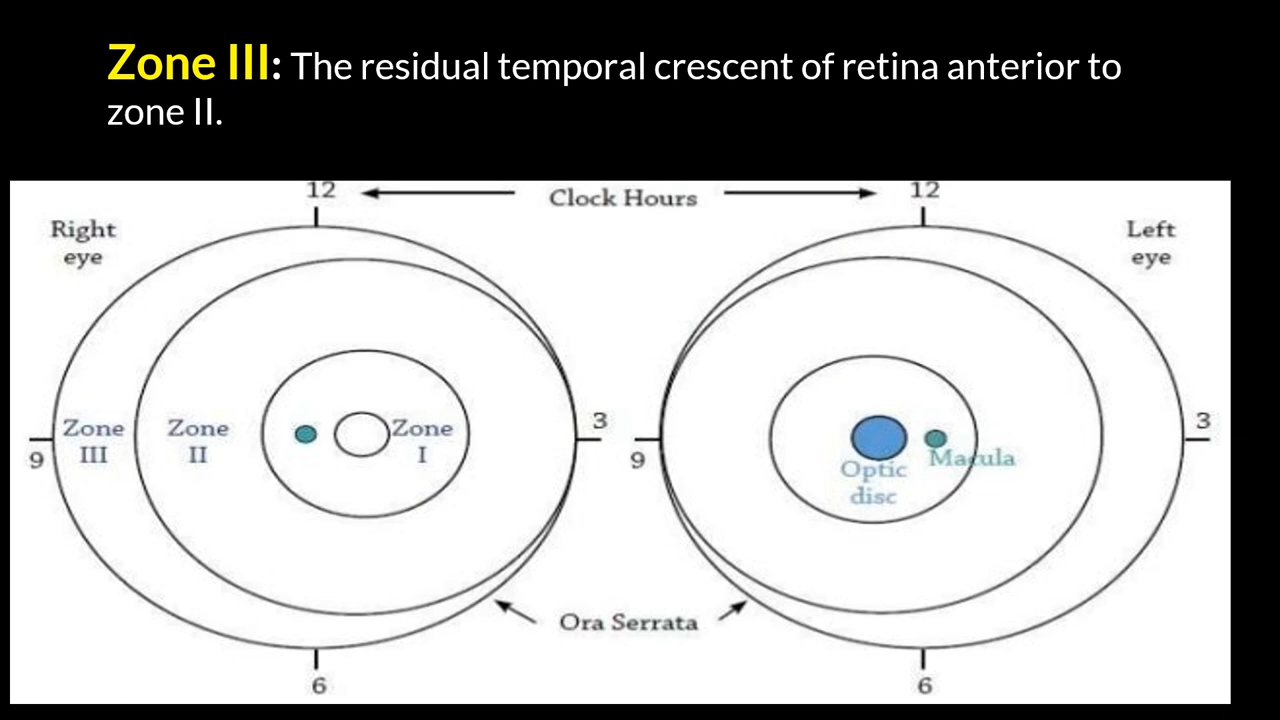 Zone III: The residual temporal crescent of retina anterior to
zone II.
12
Clock Hours
12
Right
eye
Left
eye
Zone
III
Zone
II
Zone
I
3
9
3
9
Optic
disc
Macula
Ora Serrata
6
6